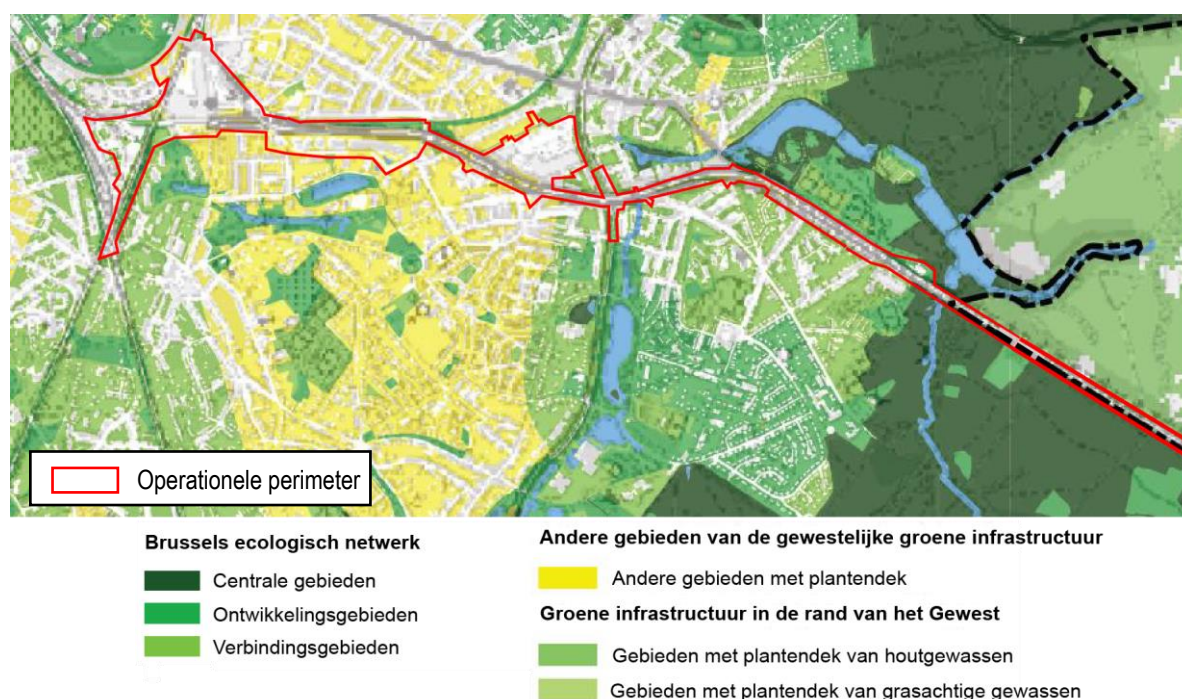 Operationele perimeter
Brussels ecologisch netwerk
Centrale gebieden
Ontwikkelingsgebieden
Verbindingsgebieden
Andere gebieden van de gewestelijke groene infrastructuur
Andere gebieden met plantendek
Groene infrastructuur in de rand van het Gewest
Gebieden met plantendek van houtgewassen
Gebieden met plantendek van grasachtige gewassen